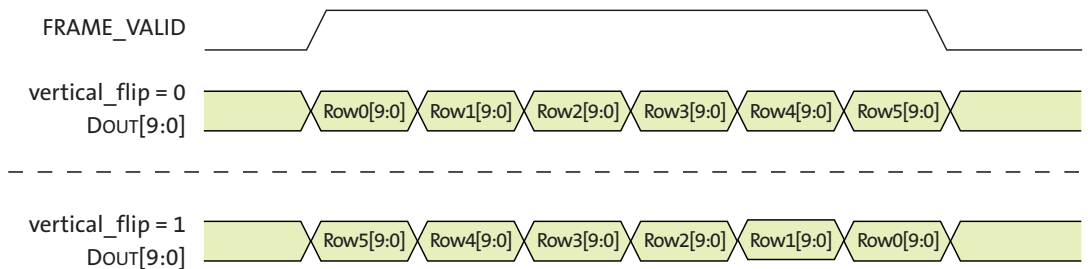 FRAME_VALID
vertical_flip = 0
DOUT[9:0]
Row0[9:0] Row1[9:0] Row2[9:0] Row3[9:0] Row4[9:0] Row5[9:0]
vertical_flip = 1
DOUT[9:0]
Row5[9:0] Row4[9:0] Row3[9:0] Row2[9:0] Row1[9:0] Row0[9:0]